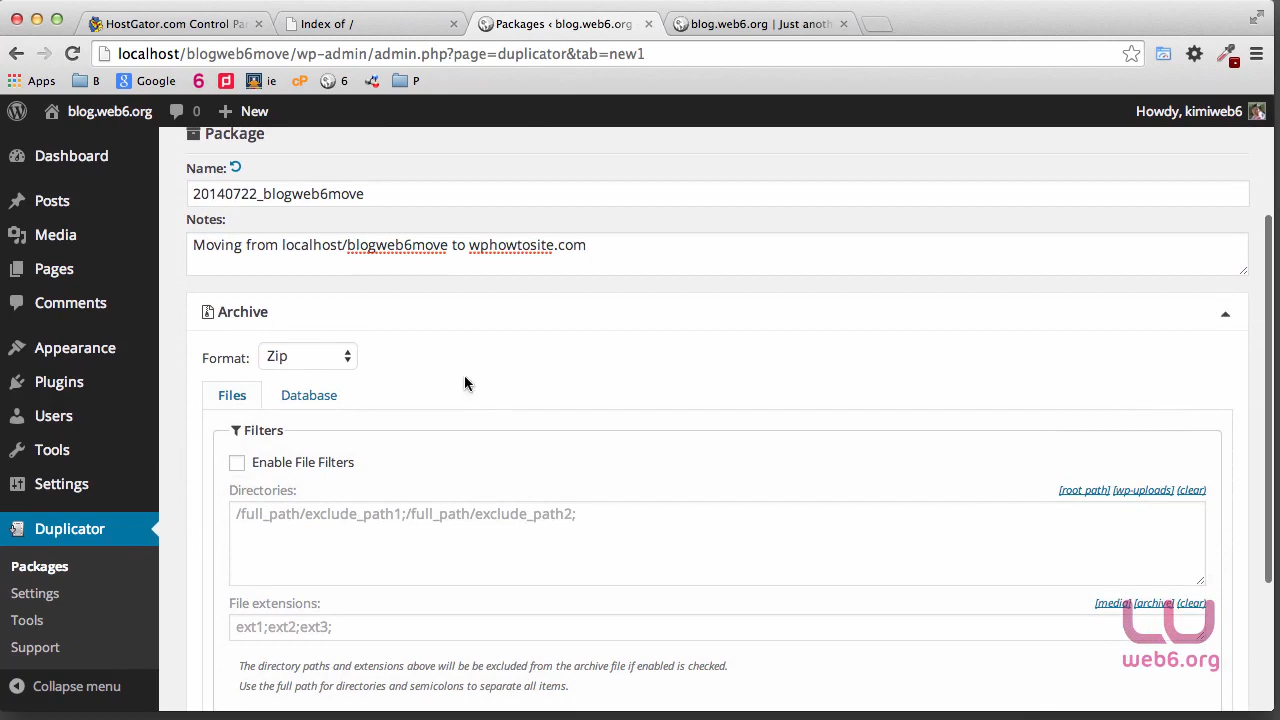 HostGator.com Control Pa
Index of /
Packages ‹ blog.web6.org
blog.web6.org | Just anoth
localhost/blogweb6move/wp-admin/admin.php?page=duplicator&tab=new1
Apps
B
Google
6
ie
cP
6
P
blog.web6.org
0
New
Howdy, kimiweb6
Dashboard
Posts
Media
Pages
Comments
Appearance
Plugins
Users
Tools
Settings
Duplicator
Packages
Settings
Tools
Support
Collapse menu
Package
Name:
20140722_blogweb6move
Notes:
Moving from localhost/blogweb6move to wphowtosite.com
Archive
Format: Zip
Files Database
Filters
Enable File Filters
Directories: [root path] [wp-uploads] (clear)
/full_path/exclude_path1;/full_path/exclude_path2;
File extensions: [media] [archive] (clear)
ext1;ext2;ext3;
The directory paths and extensions above will be be excluded from the archive file if enabled is checked.
Use the full path for directories and semicolons to separate all items.
web6.org